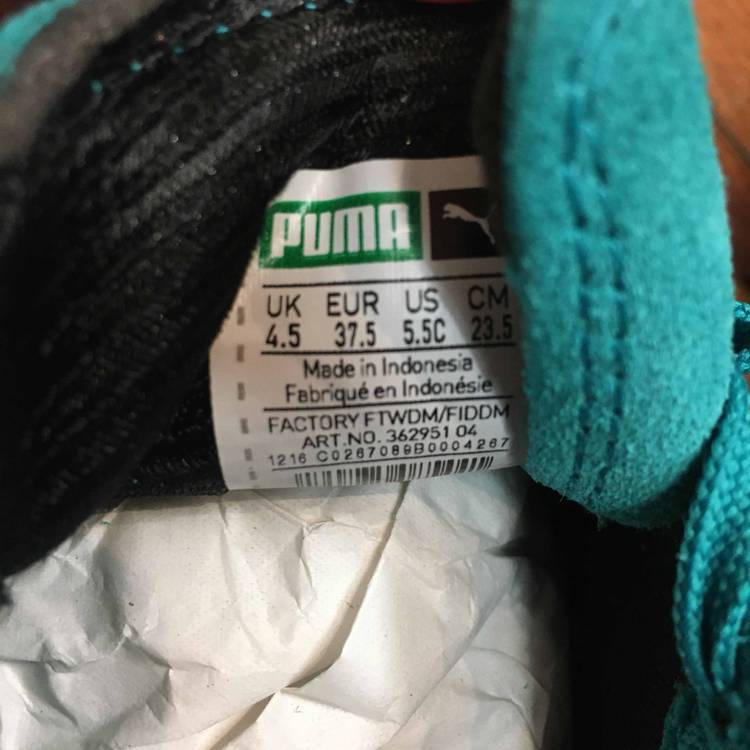 PUMA
UK EUR US CM
4.5 37.5 5.5C 23.5
Made in Indonesia
Fabriqué en Indonésie
FACTORY FTWDM/FIDDM
ART.NO. 362951 04
1216 C0267089B0004267